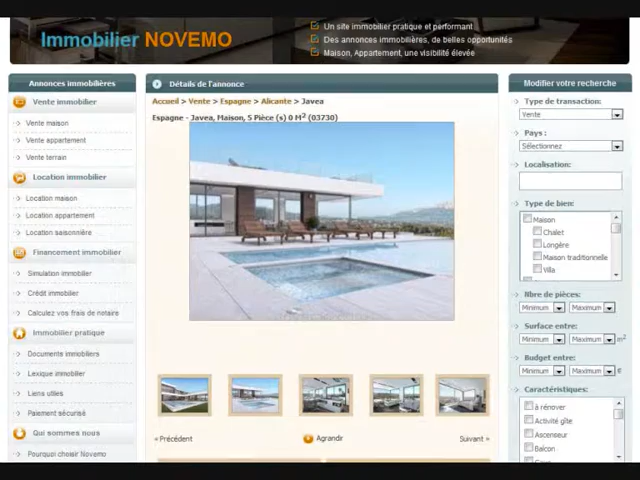 Immobilier NOVEMO
Un site immobilier pratique et performant
Des annonces immobilières, de belles opportunités
Maison, Appartement, une visibilité élevée
Annonces immobilières
Vente immobilier
Vente maison
Vente appartement
Vente terrain
Location immobilier
Location maison
Location appartement
Location saisonnière
Financement immobilier
Simulation immobilier
Crédit immobilier
Calculez vos frais de notaire
Immobilier pratique
Documents immobiliers
Lexique immobilier
Liens utiles
Paiement sécurisé
Qui sommes nous
Pourquoi choisir Novemo
Détails de l'annonce
Accueil > Vente > Espagne > Alicante > Javea
Espagne - Javea, Maison, 5 Pièce (s) 0 M² (03730)
« Précédent
Agrandir
Suivant »
Modifier votre recherche
Type de transaction:
Vente
Pays :
Sélectionnez
Localisation:
Type de bien:
Maison
Chalet
Longère
Maison traditionnelle
Villa
Nbre de pièces:
Minimum Maximum
Surface entre:
Minimum Maximum m²
Budget entre:
Minimum Maximum €
Caractéristiques:
à rénover
Activité gîte
Ascenseur
Balcon